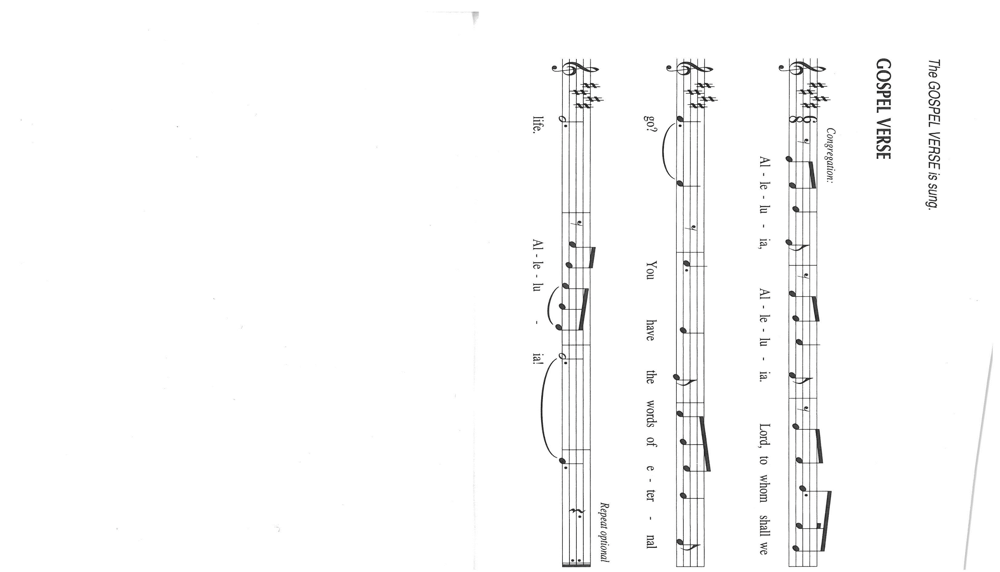 The GOSPEL VERSE is sung.
GOSPEL VERSE
Congregation:
Al - le - lu - ia, Al - le - lu - ia. Lord, to whom shall we
go? You have the words of e - ter - nal
Repeat optional
life. Al - le - lu - ia!